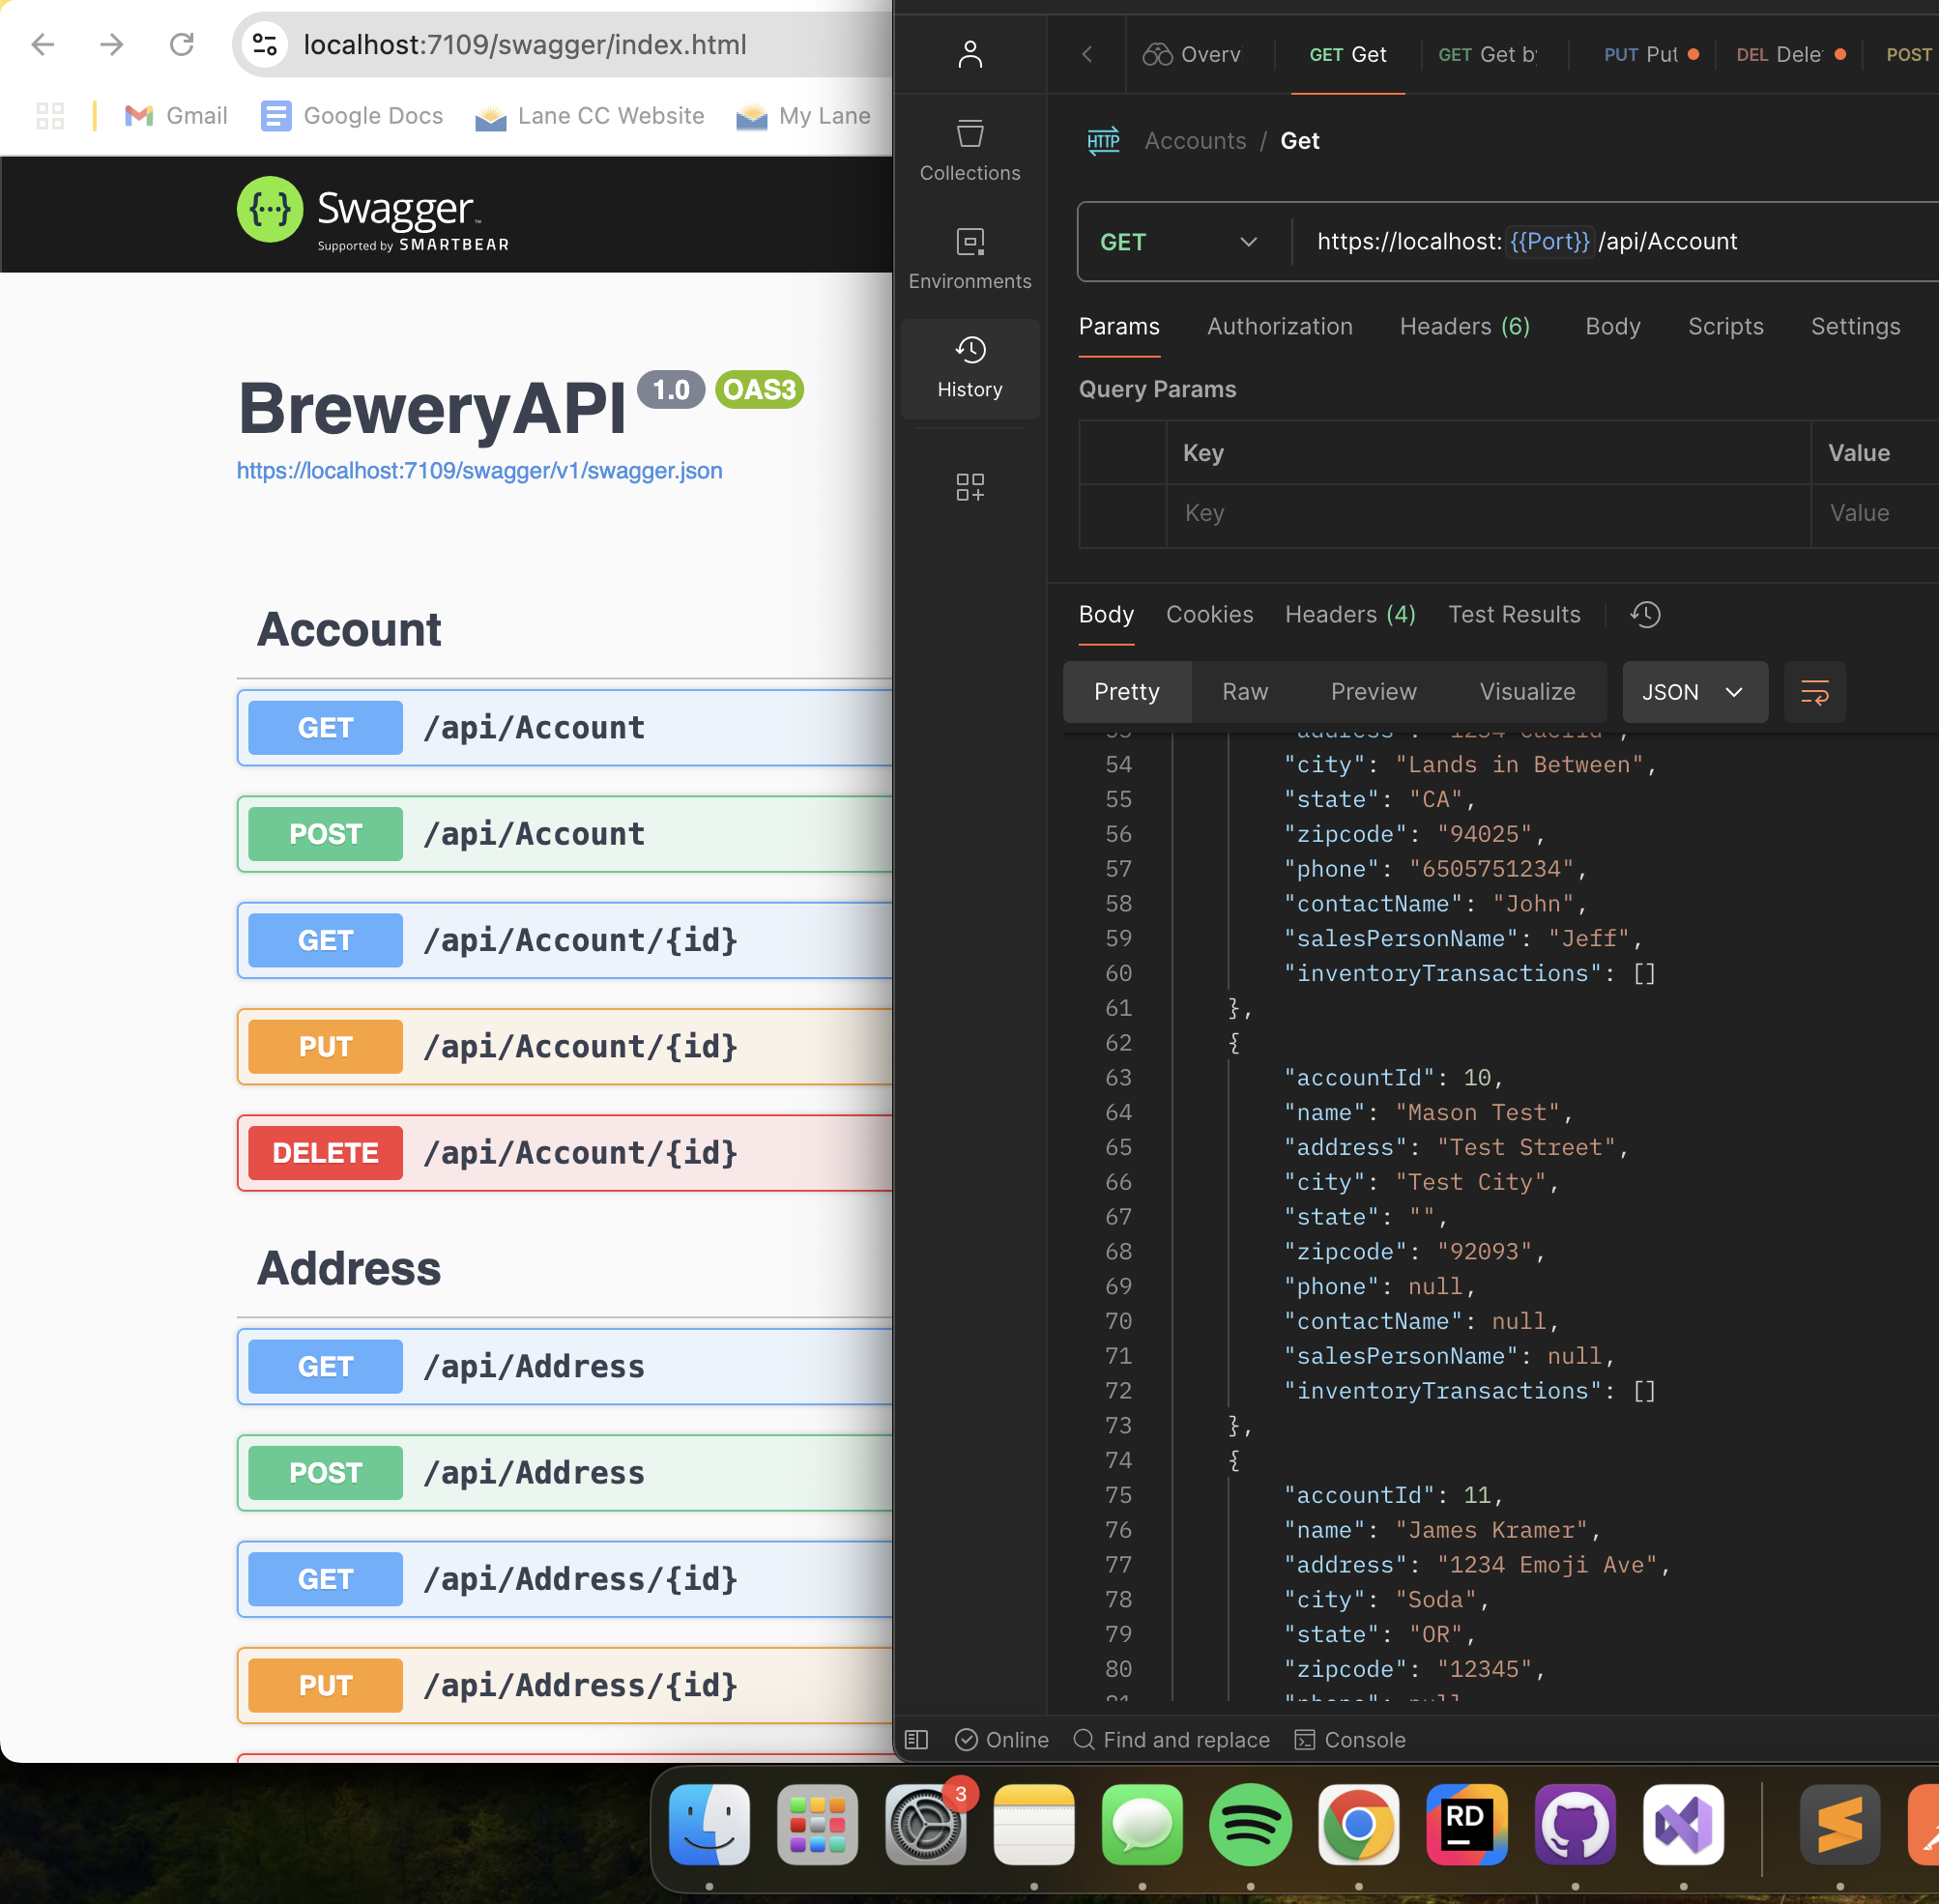 localhost:7109/swagger/index.html
Gmail
Google Docs
Lane CC Website
My Lane
{···} Swagger™
Supported by SMARTBEAR
BreweryAPI 1.0 OAS3
https://localhost:7109/swagger/v1/swagger.json
Account
GET /api/Account
POST /api/Account
GET /api/Account/{id}
PUT /api/Account/{id}
DELETE /api/Account/{id}
Address
GET /api/Address
POST /api/Address
GET /api/Address/{id}
PUT /api/Address/{id}
Collections
Environments
History
Overv
GET Get
GET Get by
PUT Put
DEL Dele
POST
HTTP Accounts / Get
GET https://localhost:{{Port}}/api/Account
Params Authorization Headers (6) Body Scripts Settings
Query Params
Key Value
Key Value
Body Cookies Headers (4) Test Results
Pretty Raw Preview Visualize JSON
54 "city": "Lands in Between",
55 "state": "CA",
56 "zipcode": "94025",
57 "phone": "6505751234",
58 "contactName": "John",
59 "salesPersonName": "Jeff",
60 "inventoryTransactions": []
61 },
62 {
63 "accountId": 10,
64 "name": "Mason Test",
65 "address": "Test Street",
66 "city": "Test City",
67 "state": "",
68 "zipcode": "92093",
69 "phone": null,
70 "contactName": null,
71 "salesPersonName": null,
72 "inventoryTransactions": []
73 },
74 {
75 "accountId": 11,
76 "name": "James Kramer",
77 "address": "1234 Emoji Ave",
78 "city": "Soda",
79 "state": "OR",
80 "zipcode": "12345",
Online Find and replace Console
3
RD